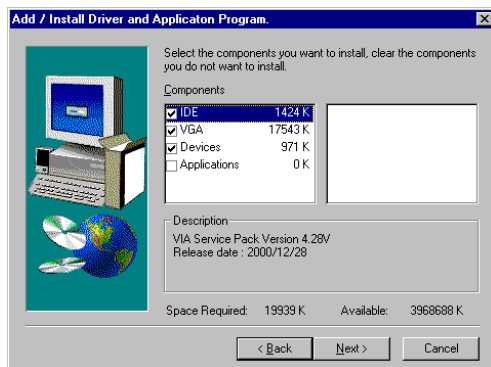 Add / Install Driver and Applicaton Program.
Select the components you want to install, clear the components
you do not want to install.
Components
IDE 1424 K
VGA 17543 K
Devices 971 K
Applications 0 K
Description
VIA Service Pack Version 4.28V
Release date : 2000/12/28
Space Required: 19939 K Available: 3968688 K
< Back Next > Cancel